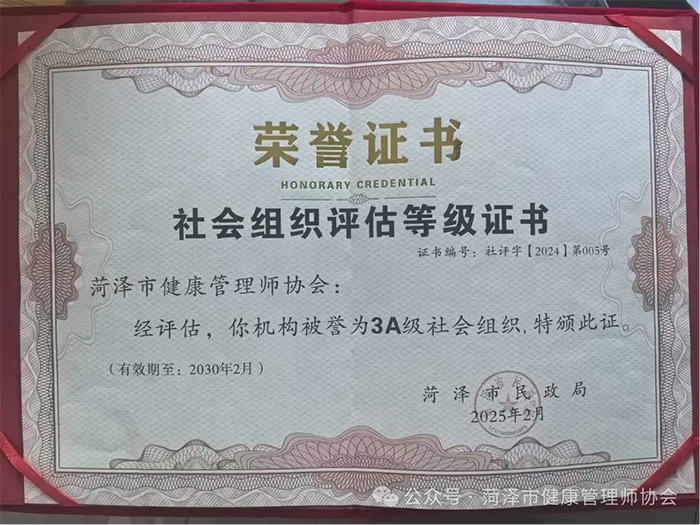 荣誉证书
HONORARY CREDENTIAL
社会组织评估等级证书
证书编号：社评字【2024】第005号
菏泽市健康管理师协会：
经评估，你机构被誉为3A级社会组织,特颁此证。
（有效期至：2030年2月）
菏泽市民政局
2025年2月
公众号·菏泽市健康管理师协会